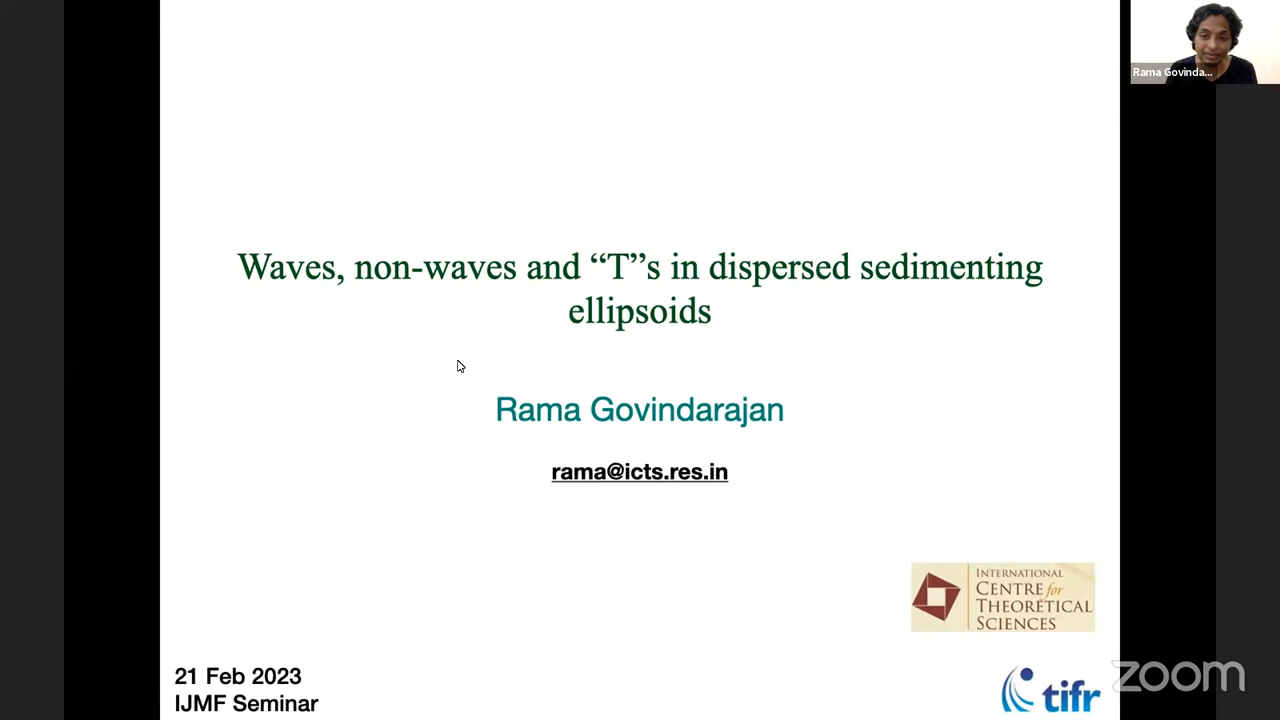 Rama Govinda...
Waves, non-waves and “T”s in dispersed sedimenting
ellipsoids
Rama Govindarajan
rama@icts.res.in
INTERNATIONAL
CENTRE for
THEORETICAL
SCIENCES
21 Feb 2023
IJMF Seminar
tifr
zoom